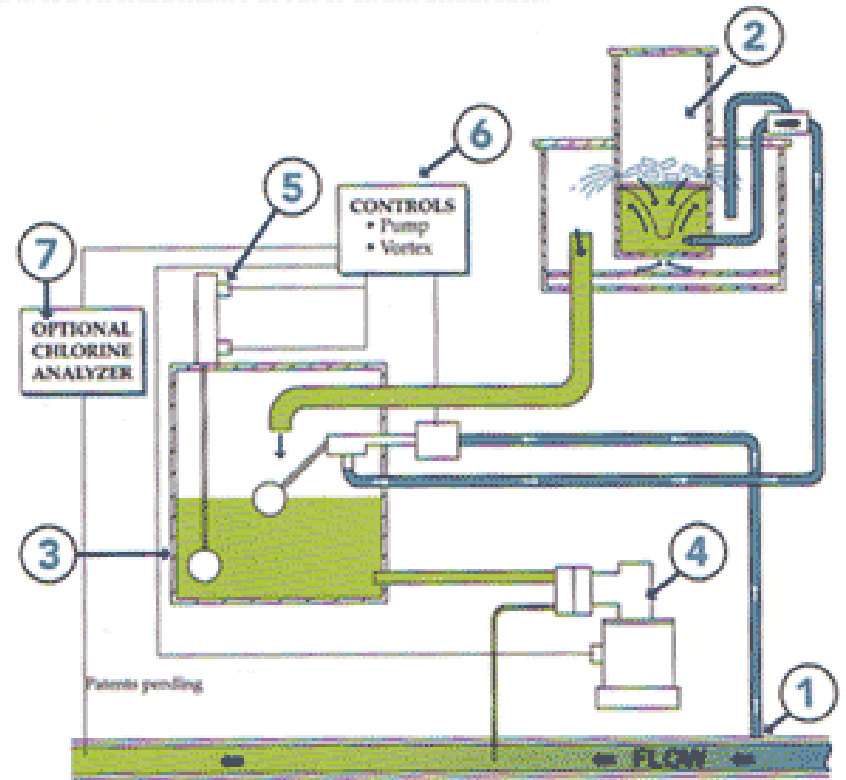 2
6
CONTROLS
• Pump
• Vortex
5
7
OPTIONAL
CHLORINE
ANALYZER
3
4
Patents pending
1
FLOW